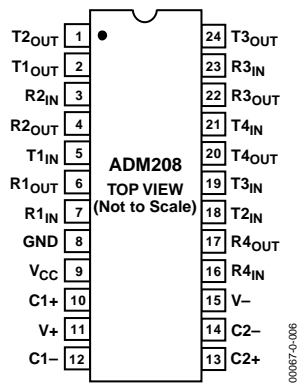 T2OUT 1 24 T3OUT
T1OUT 2 23 R3IN
R2IN 3 22 R3OUT
R2OUT 4 21 T4IN
T1IN 5 20 T4OUT
ADM208
R1OUT 6 19 T3IN
TOP VIEW
R1IN 7 18 T2IN
(Not to Scale)
GND 8 17 R4OUT
VCC 9 16 R4IN
C1+ 10 15 V–
V+ 11 14 C2–
C1– 12 13 C2+
00067-0-006